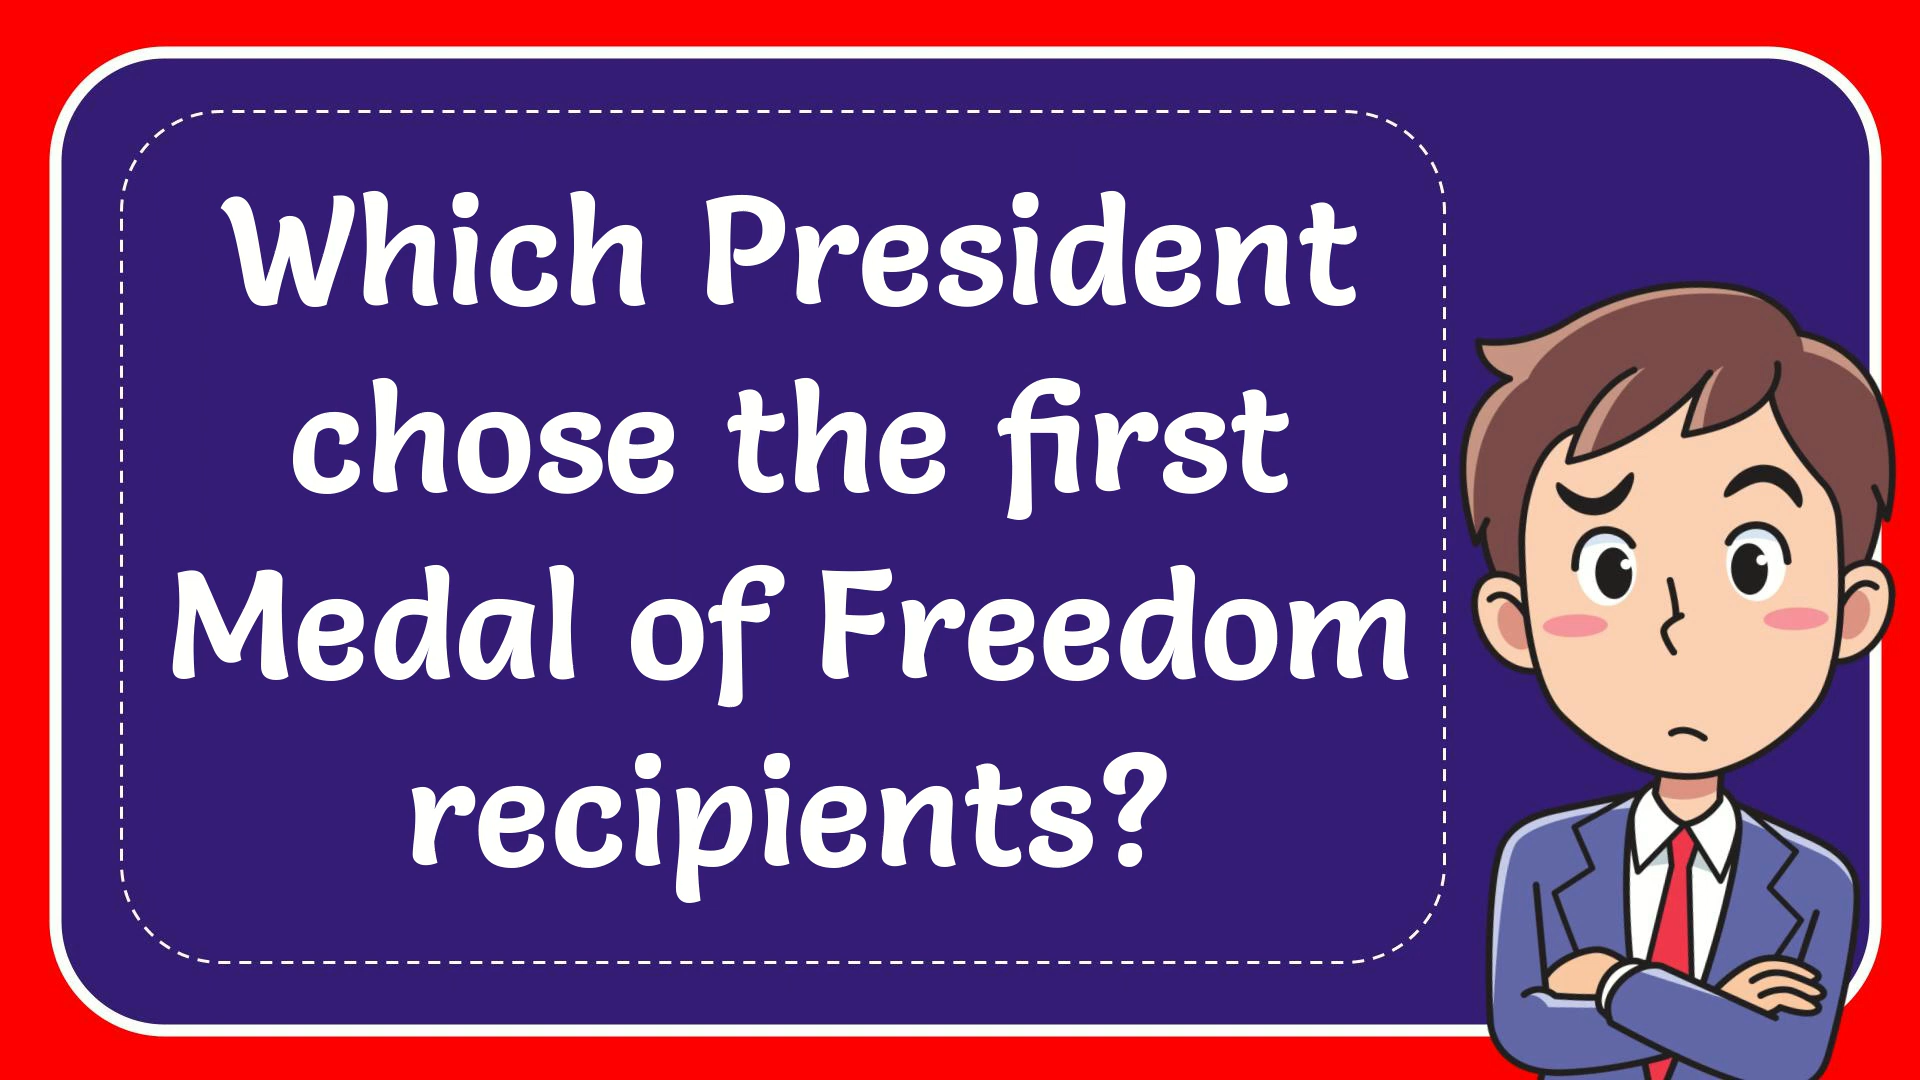 Which President
chose the first
Medal of Freedom
recipients?